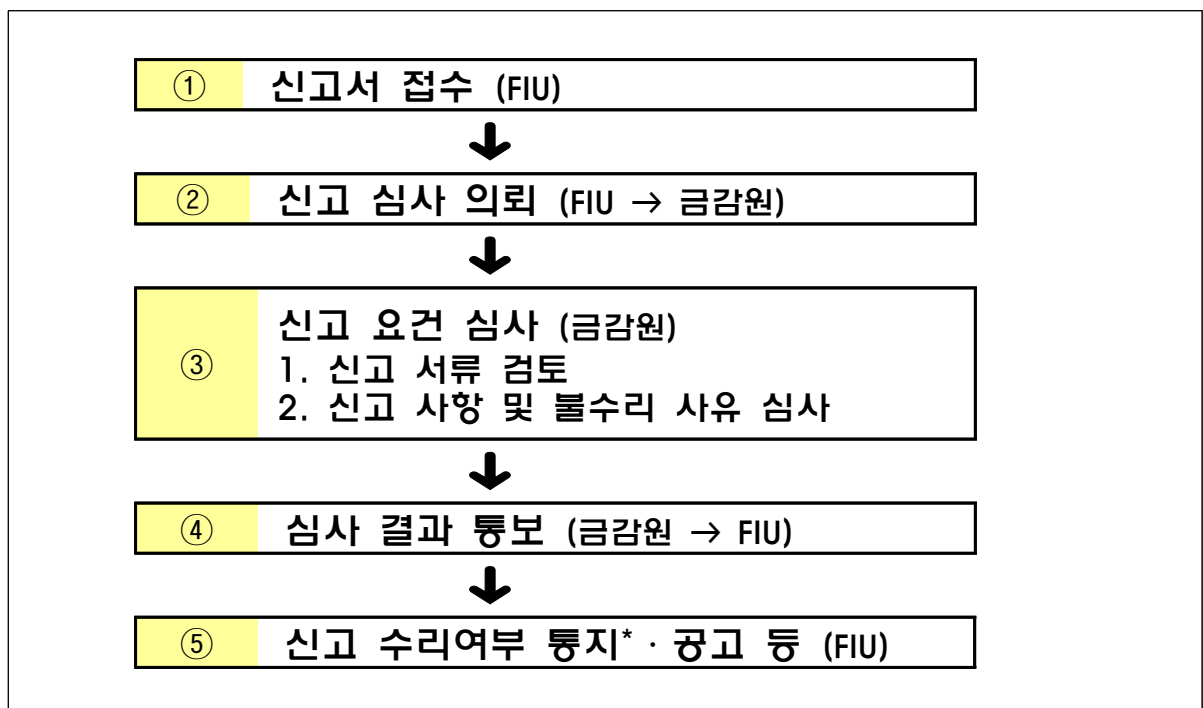 ① 신고서 접수 (FIU)
② 신고 심사 의뢰 (FIU → 금감원)
신고 요건 심사 (금감원)
③ 1. 신고 서류 검토
2. 신고 사항 및 불수리 사유 심사
④ 심사 결과 통보 (금감원 → FIU)
⑤ 신고 수리여부 통지* · 공고 등 (FIU)